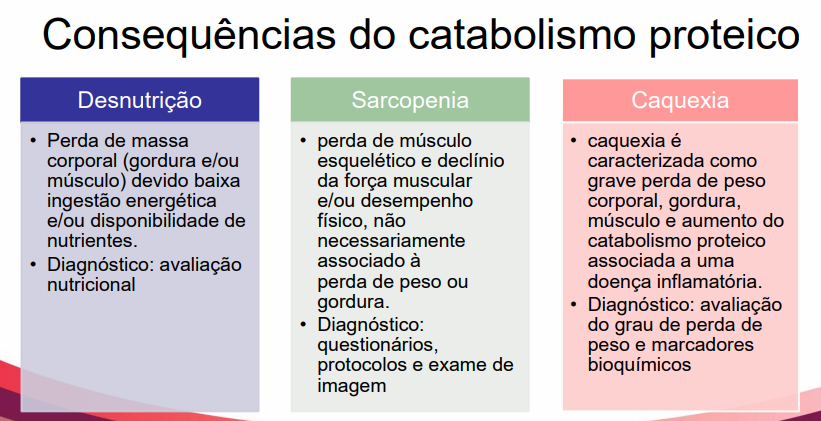 Consequências do catabolismo proteico
Desnutrição
• Perda de massa
corporal (gordura e/ou
músculo) devido baixa
ingestão energética
e/ou disponibilidade de
nutrientes.
• Diagnóstico: avaliação
nutricional
Sarcopenia
• perda de músculo
esquelético e declínio
da força muscular
e/ou desempenho
físico, não
necessariamente
associado à
perda de peso ou
gordura.
• Diagnóstico:
questionários,
protocolos e exame de
imagem
Caquexia
• caquexia é
caracterizada como
grave perda de peso
corporal, gordura,
músculo e aumento do
catabolismo proteico
associada a uma
doença inflamatória.
• Diagnóstico: avaliação
do grau de perda de
peso e marcadores
bioquímicos